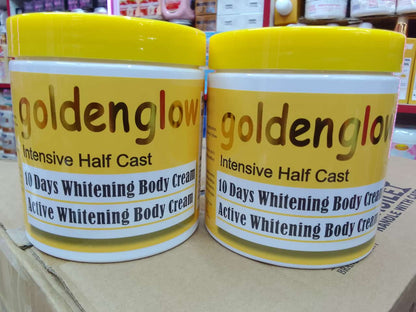 goldenglow
Intensive Half Cast
10 Days Whitening Body Cream
Active Whitening Body Cream
goldenglow
Intensive Half Cast
10 Days Whitening Body Cream
Active Whitening Body Cream